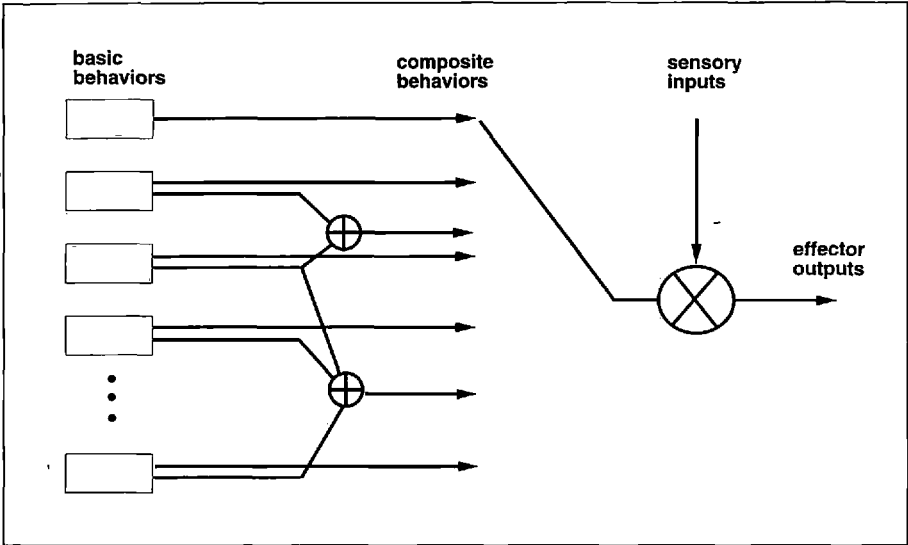 basic
behaviors
composite
behaviors
sensory
inputs
effector
outputs